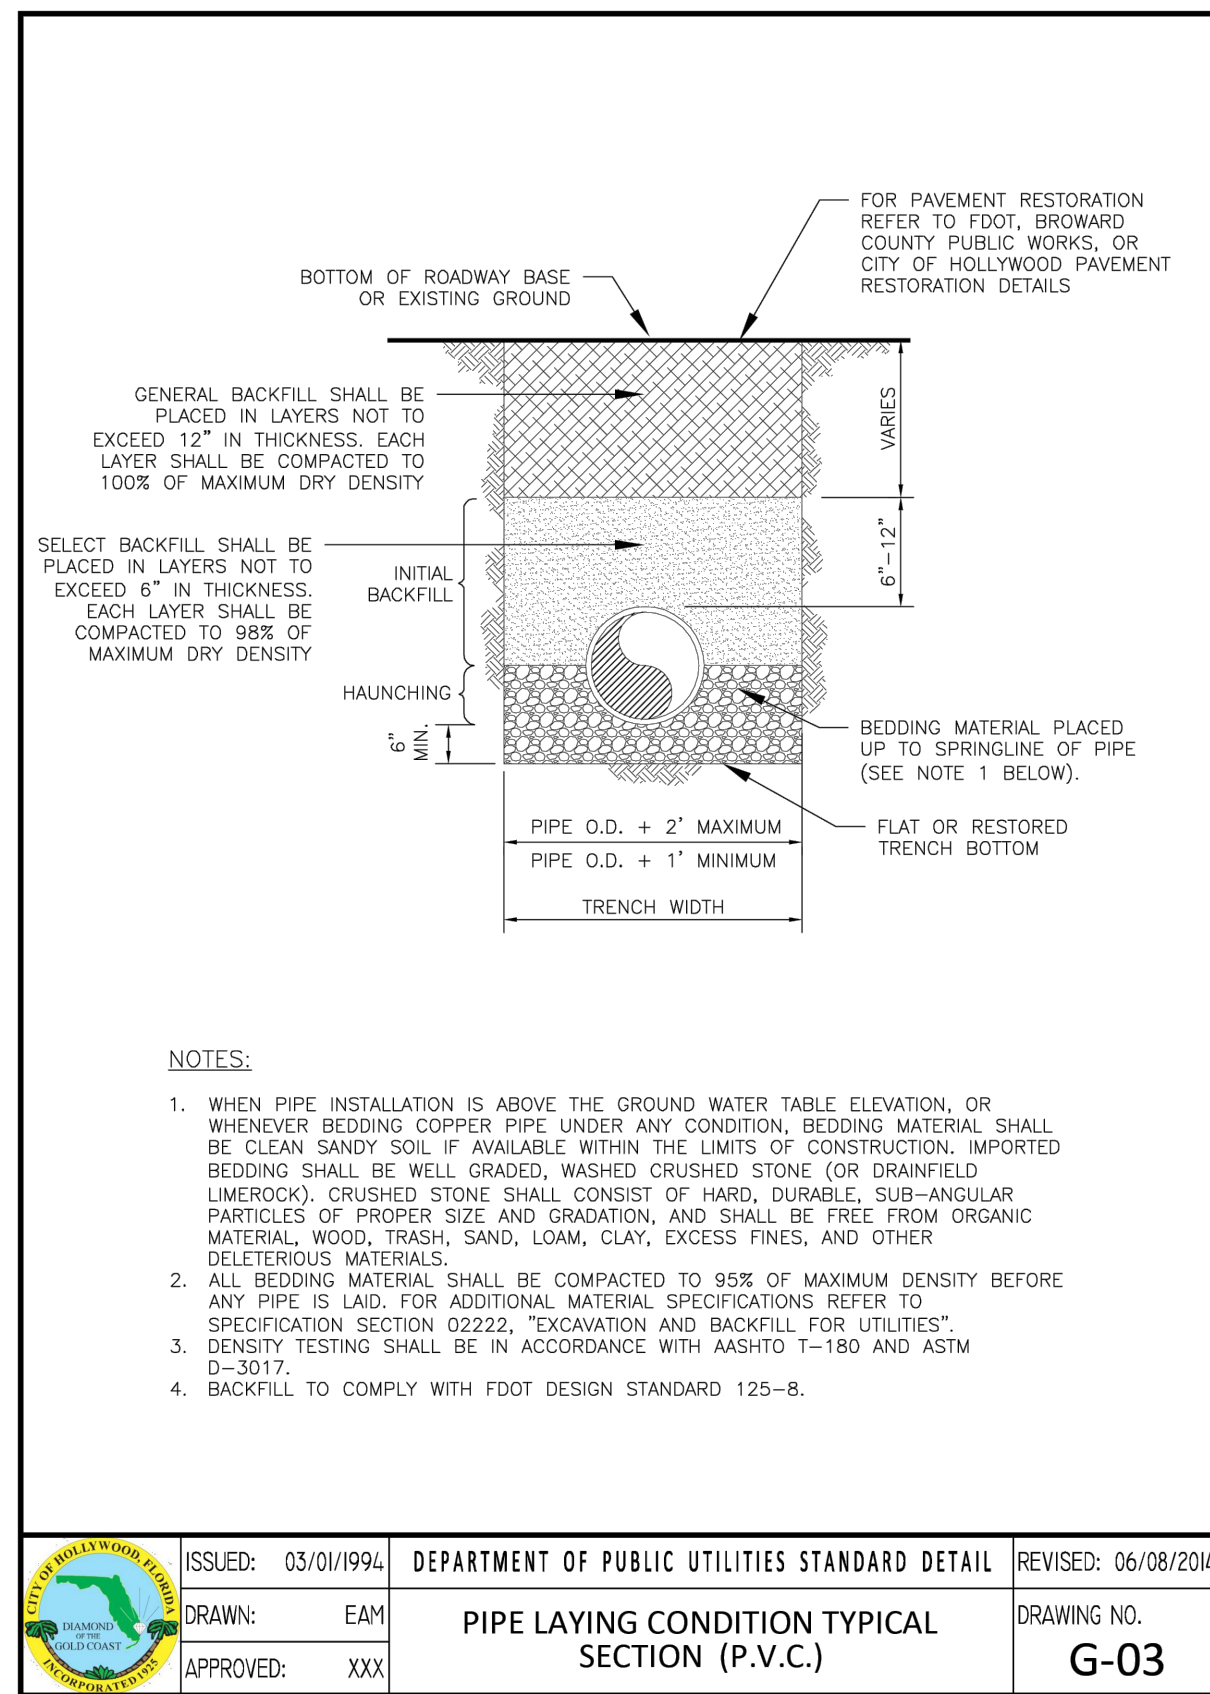 FOR PAVEMENT RESTORATION
REFER TO FDOT, BROWARD
COUNTY PUBLIC WORKS, OR
CITY OF HOLLYWOOD PAVEMENT
RESTORATION DETAILS
BOTTOM OF ROADWAY BASE
OR EXISTING GROUND
GENERAL BACKFILL SHALL BE
PLACED IN LAYERS NOT TO
EXCEED 12" IN THICKNESS. EACH
LAYER SHALL BE COMPACTED TO
100% OF MAXIMUM DRY DENSITY
VARIES
SELECT BACKFILL SHALL BE
PLACED IN LAYERS NOT TO
EXCEED 6" IN THICKNESS.
EACH LAYER SHALL BE
COMPACTED TO 98% OF
MAXIMUM DRY DENSITY
INITIAL
BACKFILL
6"-12"
HAUNCHING
6"
MIN.
BEDDING MATERIAL PLACED
UP TO SPRINGLINE OF PIPE
(SEE NOTE 1 BELOW).
FLAT OR RESTORED
TRENCH BOTTOM
PIPE O.D. + 2' MAXIMUM
PIPE O.D. + 1' MINIMUM
TRENCH WIDTH
NOTES:
1. WHEN PIPE INSTALLATION IS ABOVE THE GROUND WATER TABLE ELEVATION, OR
WHENEVER BEDDING COPPER PIPE UNDER ANY CONDITION, BEDDING MATERIAL SHALL
BE CLEAN SANDY SOIL IF AVAILABLE WITHIN THE LIMITS OF CONSTRUCTION. IMPORTED
BEDDING SHALL BE WELL GRADED, WASHED CRUSHED STONE (OR DRAINFIELD
LIMEROCK). CRUSHED STONE SHALL CONSIST OF HARD, DURABLE, SUB-ANGULAR
PARTICLES OF PROPER SIZE AND GRADATION, AND SHALL BE FREE FROM ORGANIC
MATERIAL, WOOD, TRASH, SAND, LOAM, CLAY, EXCESS FINES, AND OTHER
DELETERIOUS MATERIALS.
2. ALL BEDDING MATERIAL SHALL BE COMPACTED TO 95% OF MAXIMUM DENSITY BEFORE
ANY PIPE IS LAID. FOR ADDITIONAL MATERIAL SPECIFICATIONS REFER TO
SPECIFICATION SECTION 02222, "EXCAVATION AND BACKFILL FOR UTILITIES".
3. DENSITY TESTING SHALL BE IN ACCORDANCE WITH AASHTO T-180 AND ASTM
D-3017.
4. BACKFILL TO COMPLY WITH FDOT DESIGN STANDARD 125-8.
CITY OF HOLLYWOOD, FLORIDA
DIAMOND
OF THE
GOLD COAST
INCORPORATED 1925
ISSUED: 03/01/1994
DRAWN: EAM
APPROVED: XXX
DEPARTMENT OF PUBLIC UTILITIES STANDARD DETAIL
PIPE LAYING CONDITION TYPICAL
SECTION (P.V.C.)
REVISED: 06/08/2014
DRAWING NO.
G-03